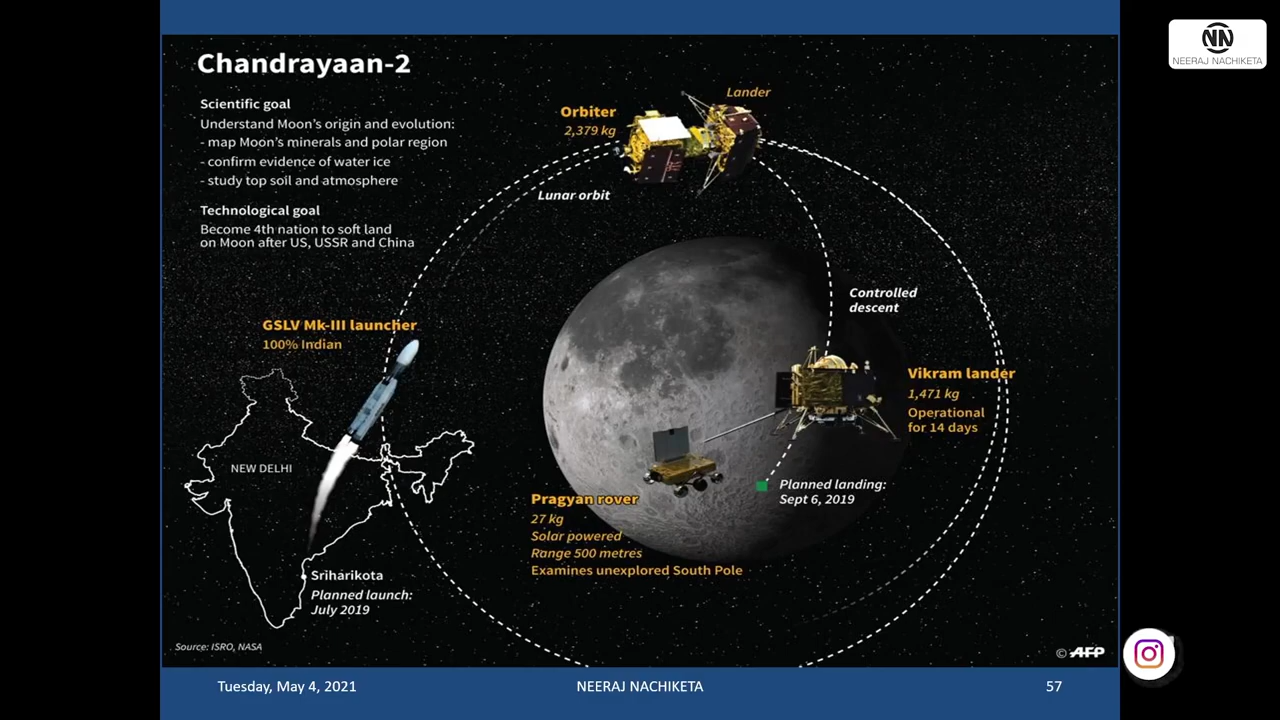 NN
NEERAJ NACHIKETA
Chandrayaan-2
Scientific goal
Understand Moon's origin and evolution:
- map Moon's minerals and polar region
- confirm evidence of water ice
- study top soil and atmosphere
Technological goal
Become 4th nation to soft land
on Moon after US, USSR and China
Lander
Orbiter
2,379 kg
Lunar orbit
Controlled
descent
GSLV Mk-III launcher
100% Indian
NEW DELHI
Vikram lander
1,471 kg
Operational
for 14 days
Planned landing:
Sept 6, 2019
Pragyan rover
27 kg
Solar powered
Range 500 metres
Examines unexplored South Pole
Sriharikota
Planned launch:
July 2019
Source: ISRO, NASA
© AFP
Tuesday, May 4, 2021
NEERAJ NACHIKETA
57